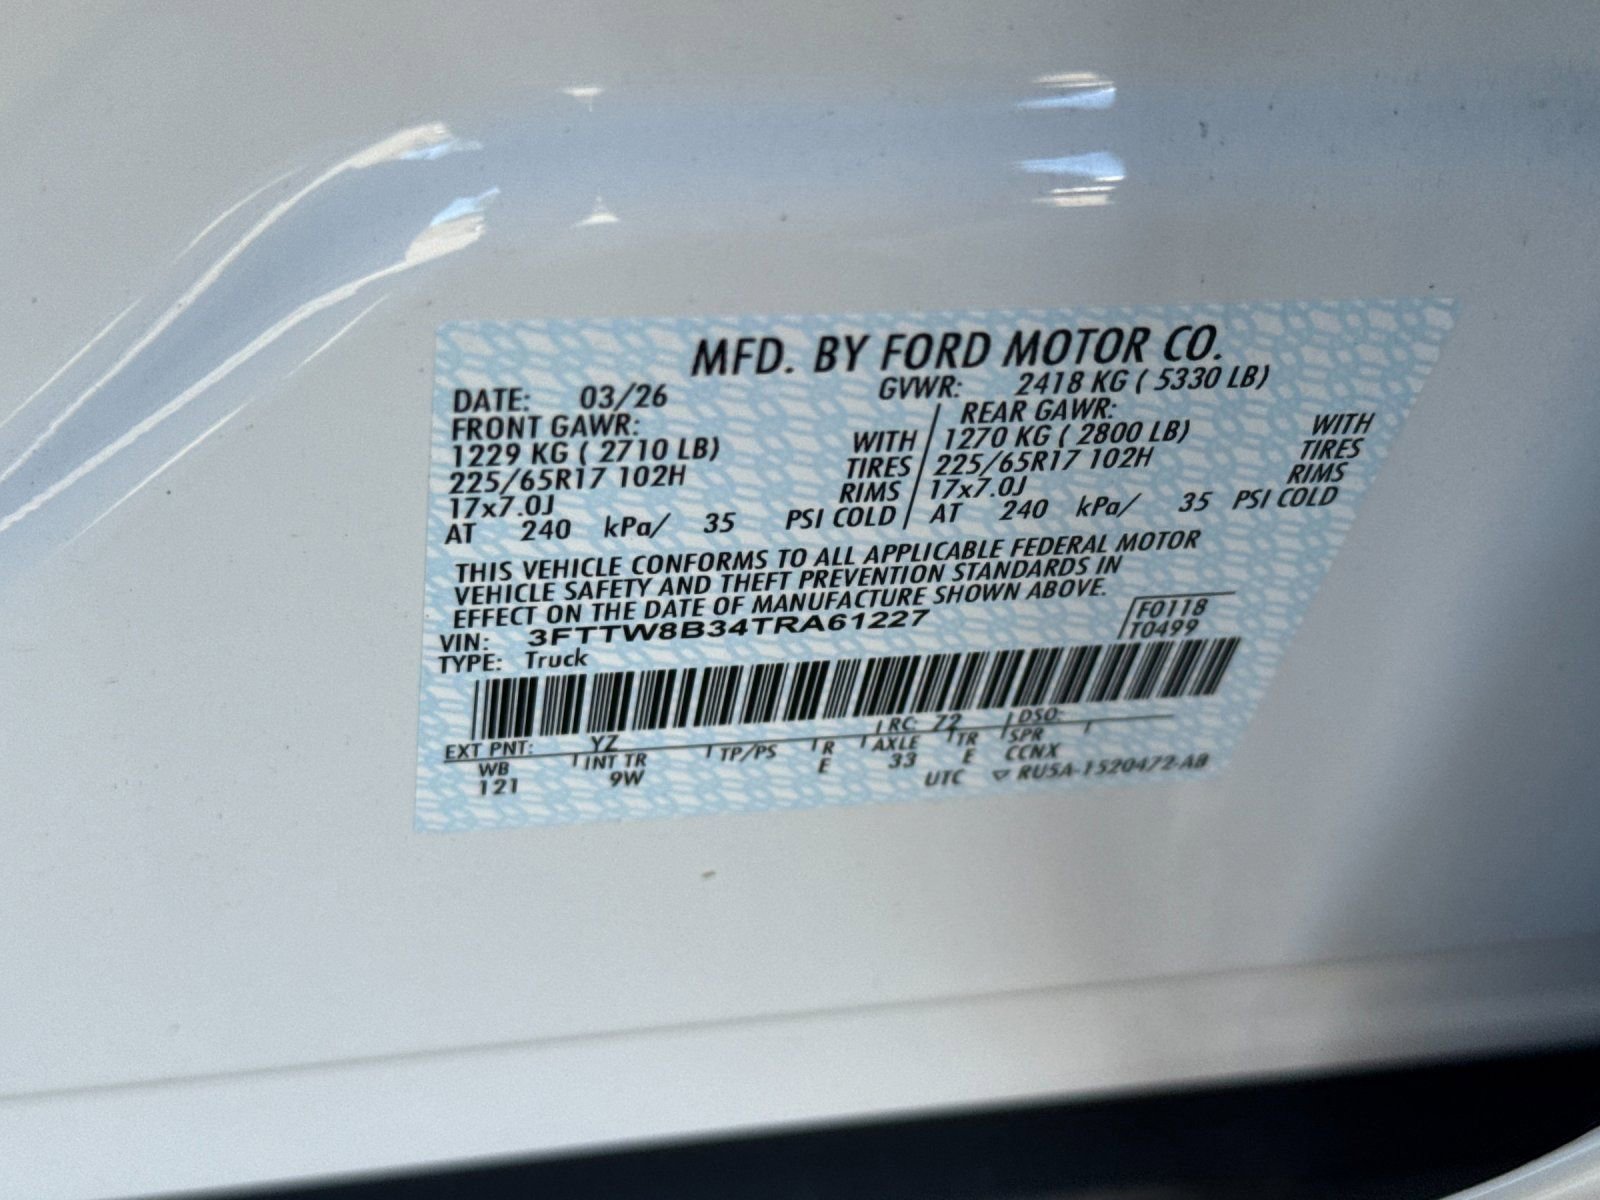 MFD. BY FORD MOTOR CO.
DATE: 03/26 GVWR: 2418 KG ( 5330 LB)
FRONT GAWR: REAR GAWR:
1229 KG ( 2710 LB) WITH 1270 KG ( 2800 LB) WITH
225/65R17 102H TIRES 225/65R17 102H TIRES
17x7.0J RIMS 17x7.0J RIMS
AT 240 kPa/ 35 PSI COLD AT 240 kPa/ 35 PSI COLD
THIS VEHICLE CONFORMS TO ALL APPLICABLE FEDERAL MOTOR
VEHICLE SAFETY AND THEFT PREVENTION STANDARDS IN
EFFECT ON THE DATE OF MANUFACTURE SHOWN ABOVE.
VIN: 3FTTW8B34TRA61227 F0118
TYPE: Truck T0499
EXT PNT: YZ RC: 72 DSO:
WB INT TR TP/PS R AXLE TR SPR
121 9W E 33 E CCNX
UTC ▽ RU5A-1520472-AB